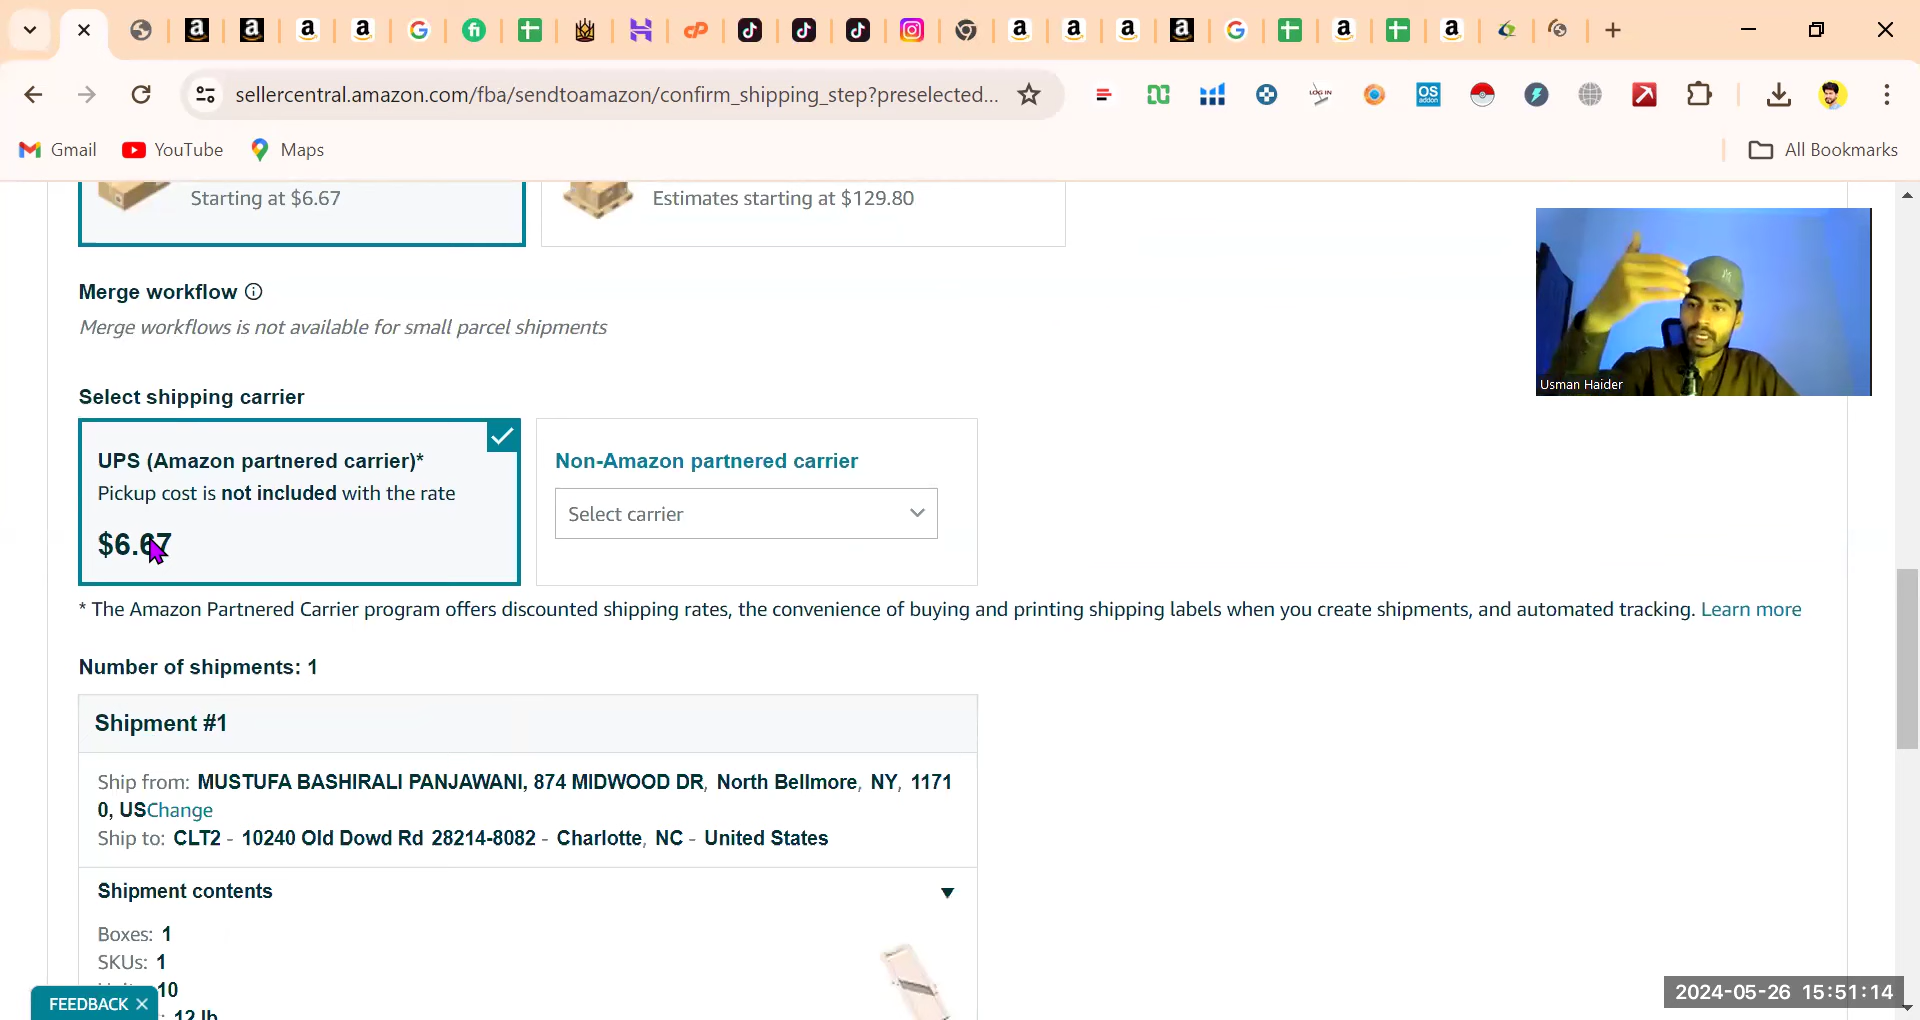 sellercentral.amazon.com/fba/sendtoamazon/confirm_shipping_step?preselected...
LOG IN
OS
addon
Gmail
YouTube
Maps
All Bookmarks
Starting at $6.67
Estimates starting at $129.80
Merge workflow
Merge workflows is not available for small parcel shipments
Usman Haider
Select shipping carrier
UPS (Amazon partnered carrier)*
Pickup cost is not included with the rate
$6.67
Non-Amazon partnered carrier
Select carrier
* The Amazon Partnered Carrier program offers discounted shipping rates, the convenience of buying and printing shipping labels when you create shipments, and automated tracking. Learn more
Number of shipments: 1
Shipment #1
Ship from: MUSTUFA BASHIRALI PANJAWANI, 874 MIDWOOD DR, North Bellmore, NY, 1171
0, USChange
Ship to: CLT2 - 10240 Old Dowd Rd 28214-8082 - Charlotte, NC - United States
Shipment contents
Boxes: 1
SKUs: 1
10
12 lb
FEEDBACK
2024-05-26 15:51:14